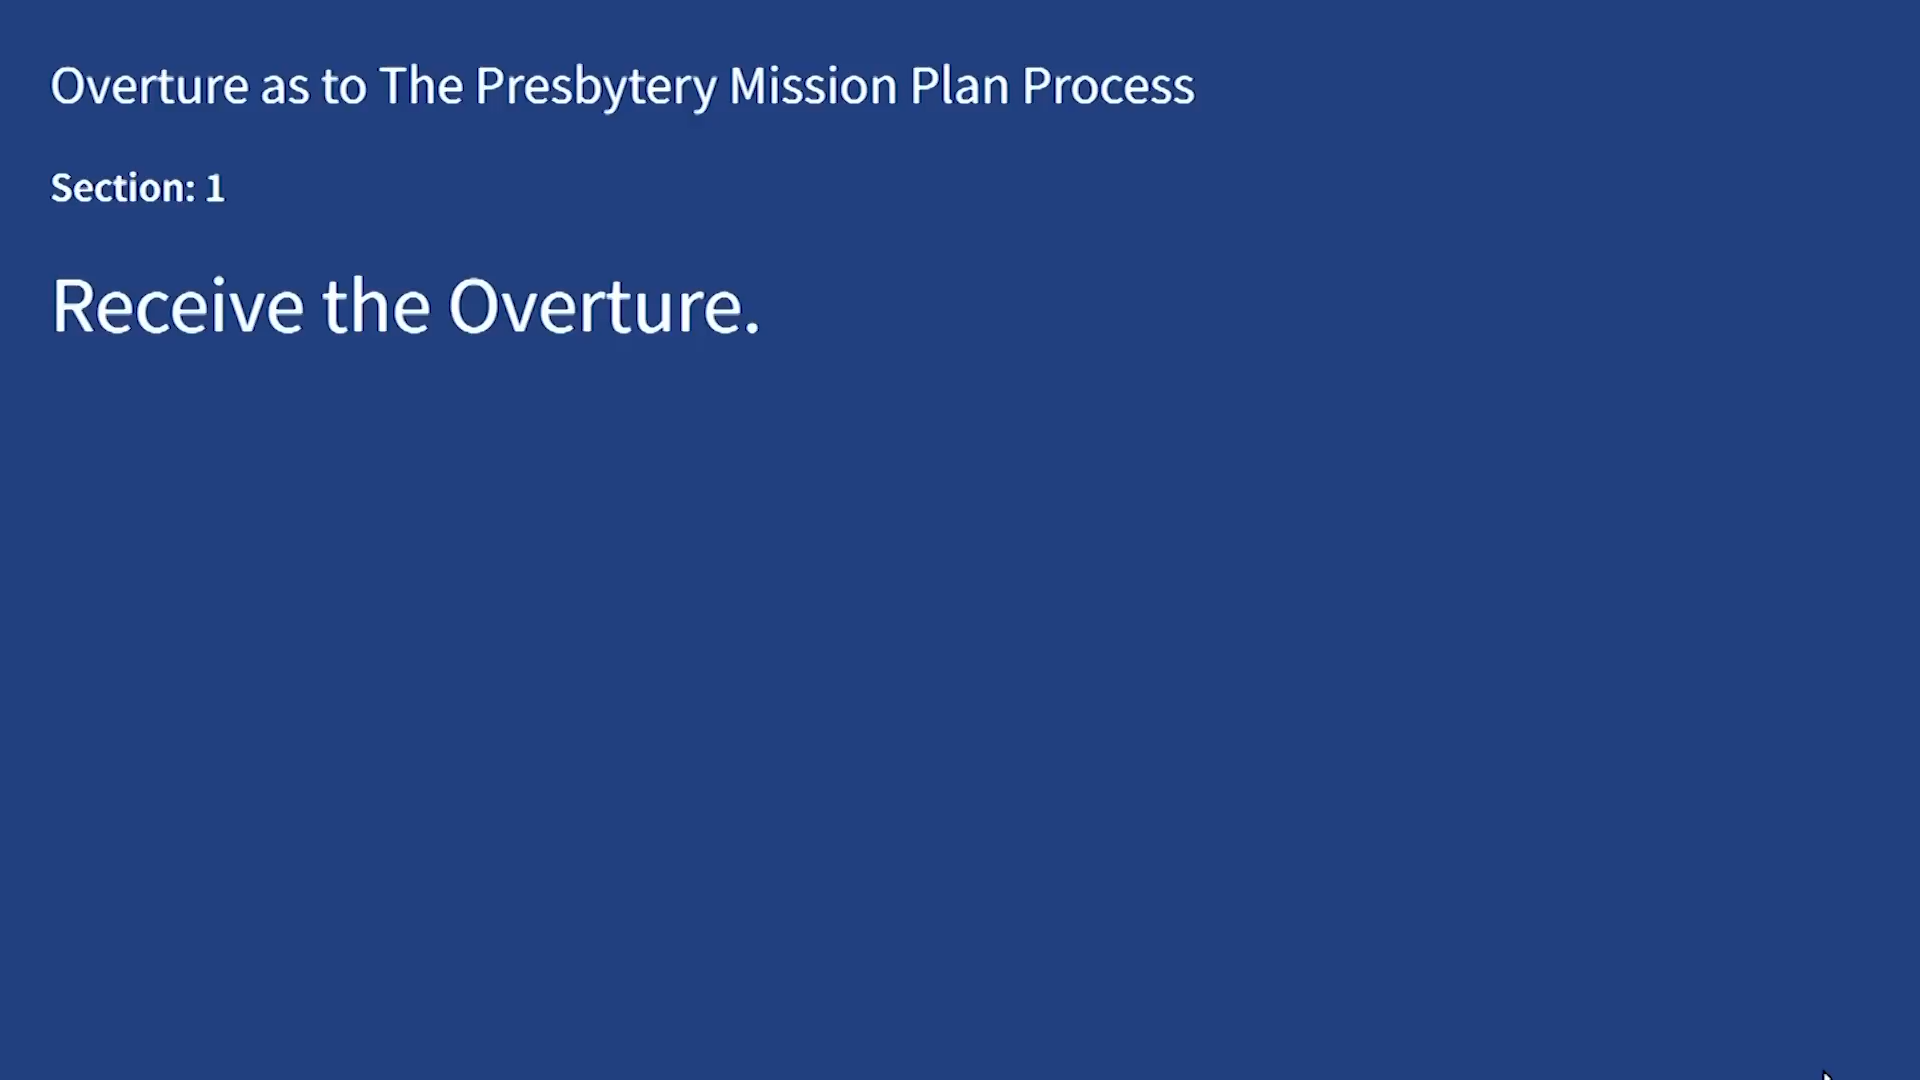 Overture as to The Presbytery Mission Plan Process
Section: 1
Receive the Overture.